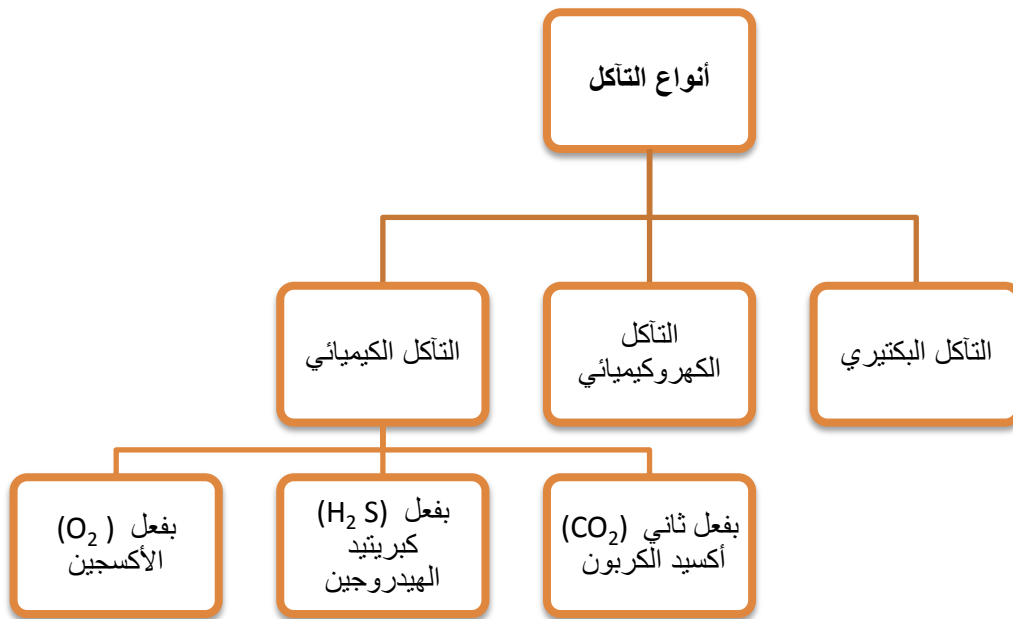 أنواع التآكل
التآكل البكتيري
التآكل
الكهروكيميائي
التآكل الكيميائي
بفعل ثاني (CO₂)
أكسيد الكربون
بفعل (H₂ S)
كبريتيد
الهيدروجين
بفعل (O₂ )
الأكسجين